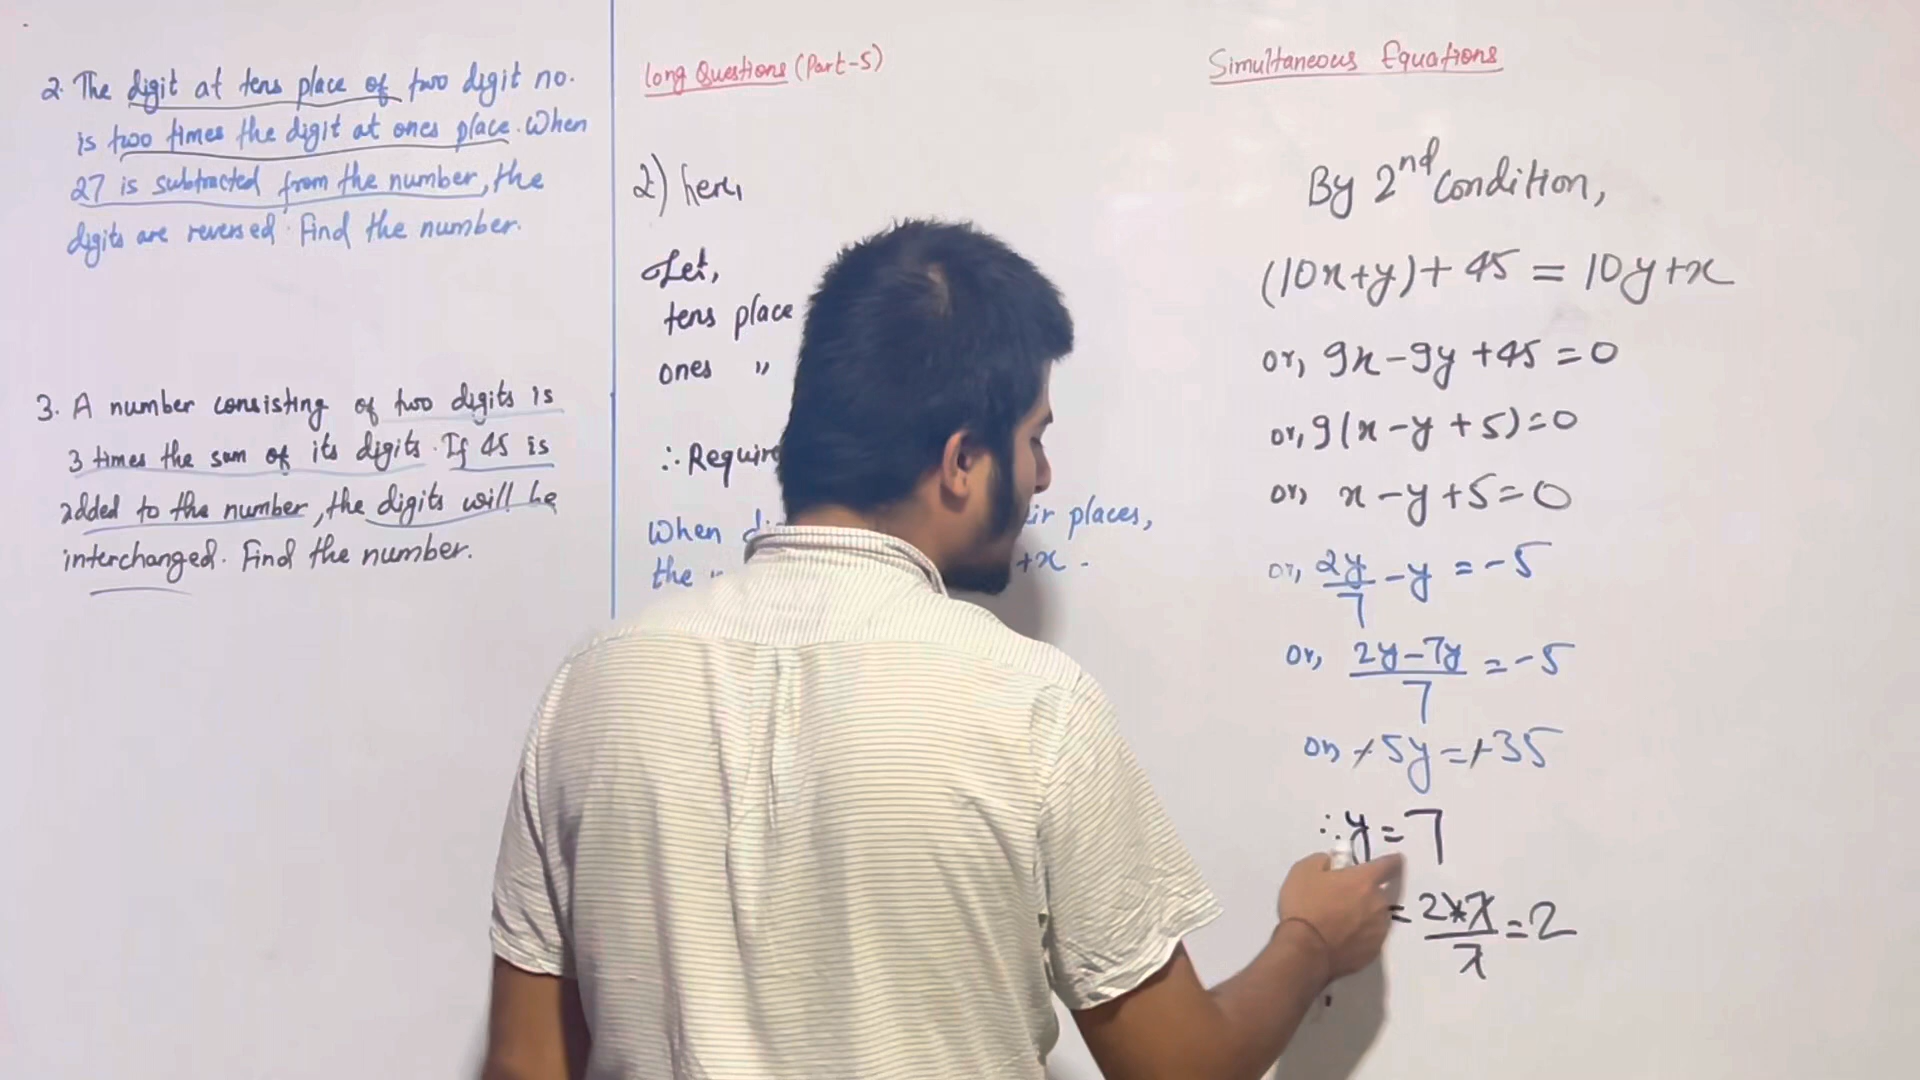 2. The digit at tens place of two digit no.
is two times the digit at ones place. When
27 is subtracted from the number, the
digits are reversed. Find the number.
3. A number consisting of two digits is
3 times the sum of its digits. If 45 is
added to the number, the digits will be
interchanged. Find the number.
Long Questions (Part-5)
2) here,
Let,
tens place
ones "
∴ Require
When di ir places,
the +x.
Simultaneous Equations
By 2nd condition,
(10x+y)+45 = 10y+x
or, 9x-9y+45=0
or, 9(x-y+5)=0
or, x-y+5=0
or, 2y/7 - y = -5
or, (2y-7y)/7 = -5
or, -5y=-35
∴ y=7
= 2*7/7 = 2